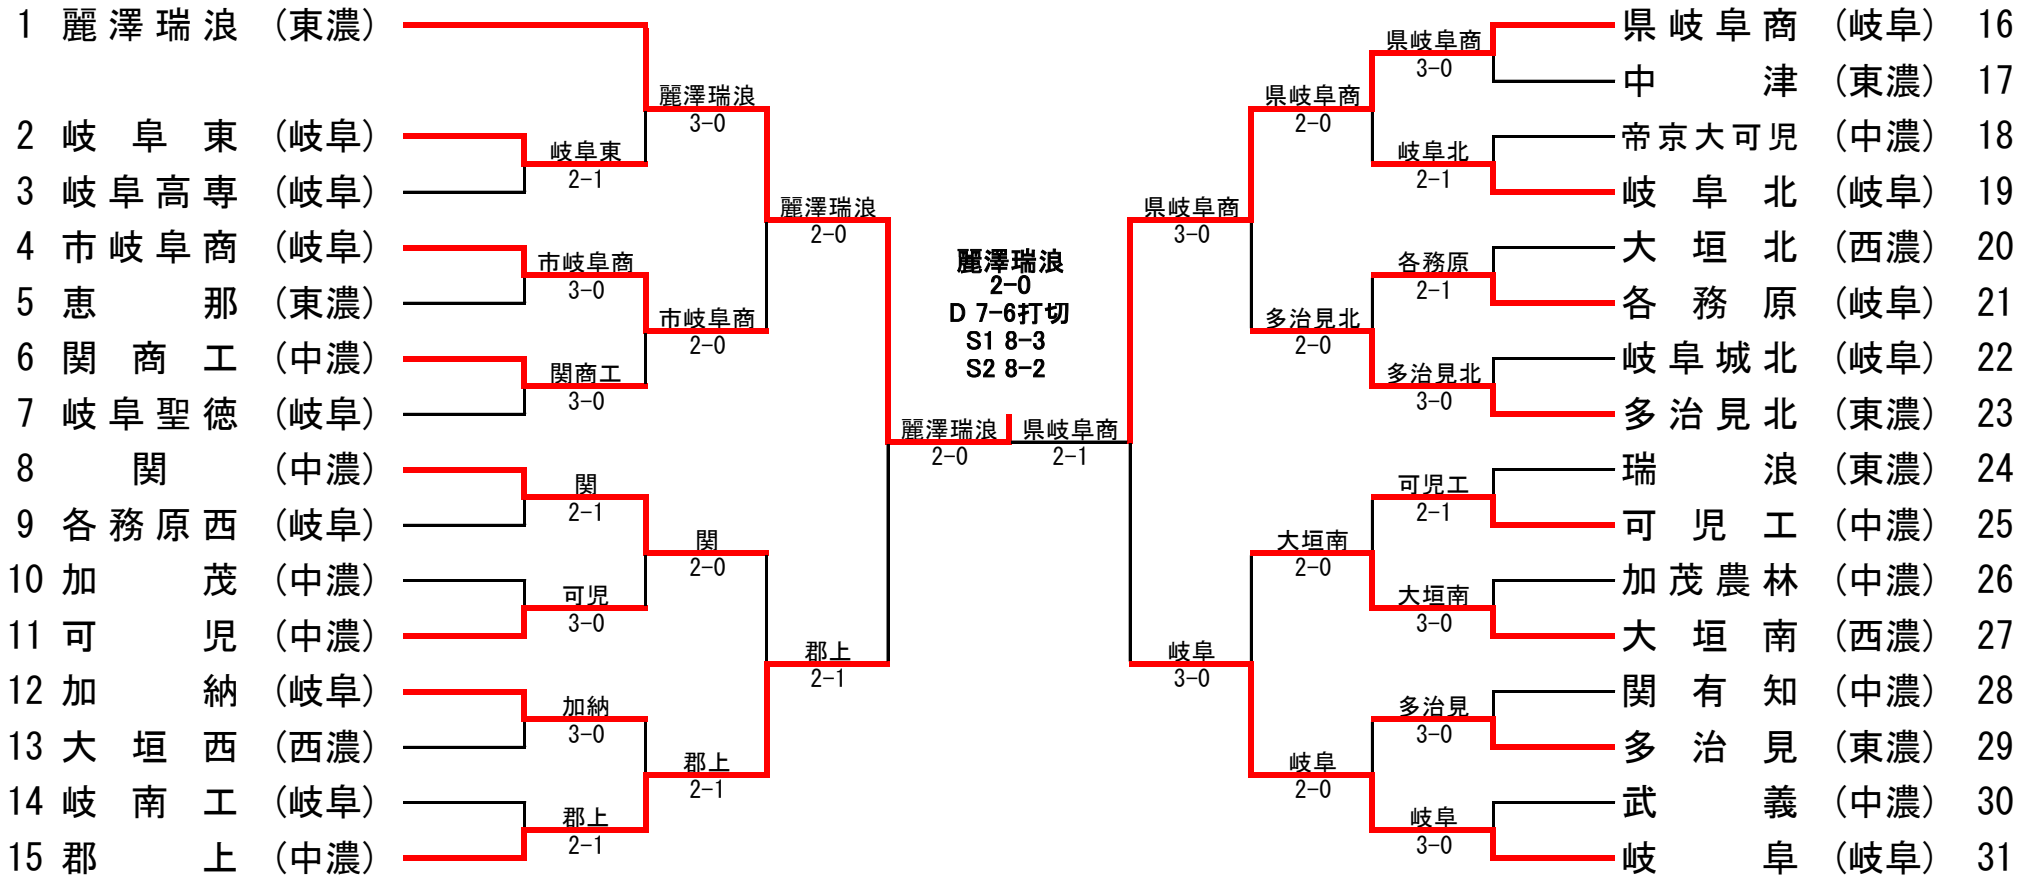 1 麗澤瑞浪 (東濃)
2 岐阜東 (岐阜)
3 岐阜高専 (岐阜)
4 市岐阜商 (岐阜)
5 恵那 (東濃)
6 関商工 (中濃)
7 岐阜聖徳 (岐阜)
8 関 (中濃)
9 各務原西 (岐阜)
10 加茂 (中濃)
11 可児 (中濃)
12 加納 (岐阜)
13 大垣西 (西濃)
14 岐南工 (岐阜)
15 郡上 (中濃)
岐阜東
2-1
市岐阜商
3-0
関商工
3-0
関
2-1
可児
3-0
加納
3-0
郡上
2-1
麗澤瑞浪
3-0
市岐阜商
2-0
関
2-0
郡上
2-1
麗澤瑞浪
2-0
郡上
2-1
麗澤瑞浪
2-0
麗澤瑞浪
2-0
D 7-6打切
S1 8-3
S2 8-2
県岐阜商
2-1
県岐阜商
3-0
岐阜
3-0
県岐阜商
2-0
多治見北
2-0
大垣南
2-0
岐阜
2-0
県岐阜商
3-0
岐阜北
2-1
各務原
2-1
多治見北
3-0
可児工
2-1
大垣南
3-0
多治見
3-0
岐阜
3-0
県岐阜商 (岐阜) 16
中津 (東濃) 17
帝京大可児 (中濃) 18
岐阜北 (岐阜) 19
大垣北 (西濃) 20
各務原 (岐阜) 21
岐阜城北 (岐阜) 22
多治見北 (東濃) 23
瑞浪 (東濃) 24
可児工 (中濃) 25
加茂農林 (中濃) 26
大垣南 (西濃) 27
関有知 (中濃) 28
多治見 (東濃) 29
武義 (中濃) 30
岐阜 (岐阜) 31